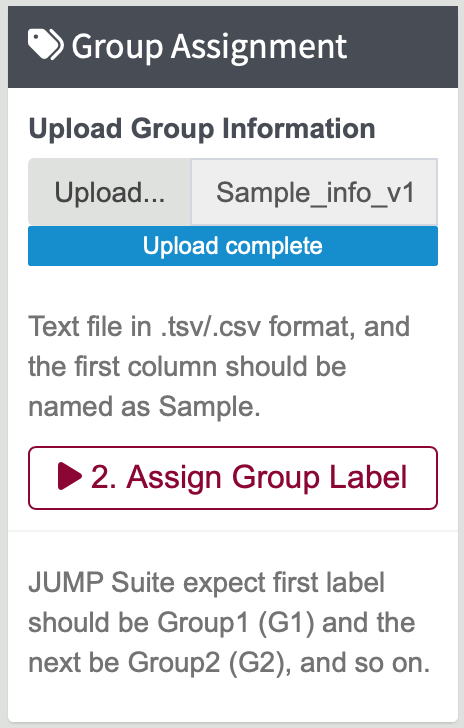 Group Assignment
Upload Group Information
Upload... Sample_info_v1
Upload complete
Text file in .tsv/.csv format, and
the first column should be
named as Sample.
2. Assign Group Label
JUMP Suite expect first label
should be Group1 (G1) and the
next be Group2 (G2), and so on.